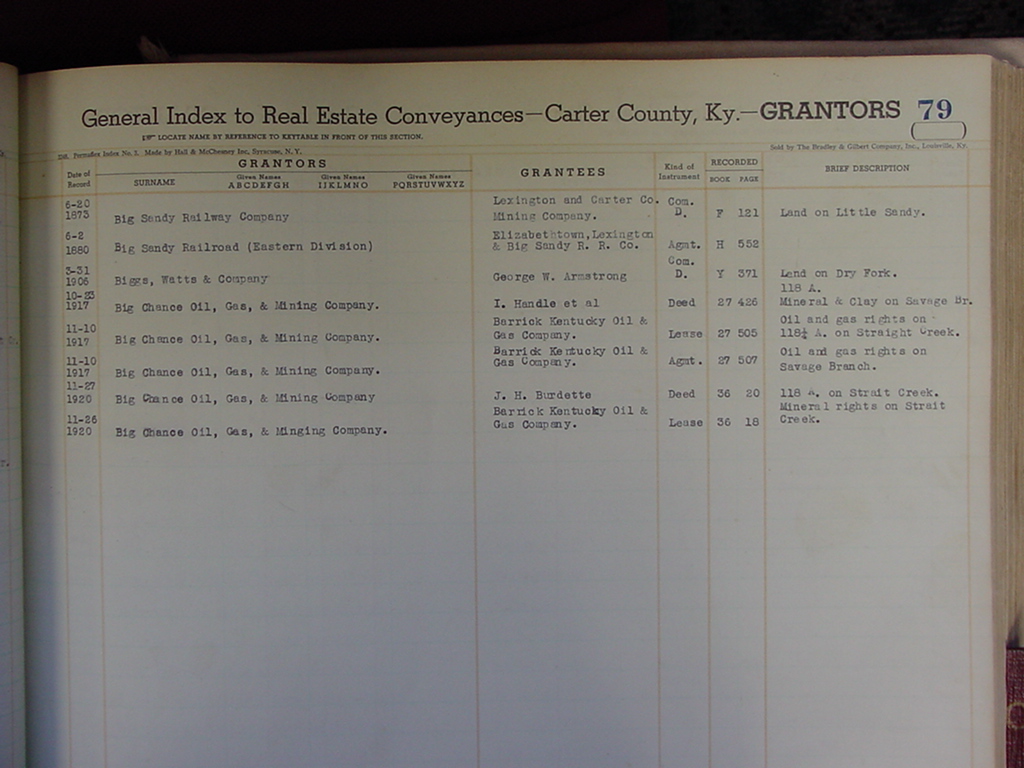 General Index to Real Estate Conveyances—Carter County, Ky.—GRANTORS 79
LOCATE NAME BY REFERENCE TO KEYTABLE IN FRONT OF THIS SECTION.
Permaflex Index No. 3. Made by Hall & McChesney Inc, Syracuse, N. Y.
Sold by The Bradley & Gilbert Company, Inc., Louisville, Ky.
Date of Record GRANTORS GRANTEES Kind of Instrument RECORDED BRIEF DESCRIPTION
SURNAME Given Names ABCDEFGH Given Names IJKLMNO Given Names PQRSTUVWXYZ BOOK PAGE
6-20 Lexington and Carter Co. Com.
1873 Big Sandy Railway Company Mining Company. D. F 121 Land on Little Sandy.
6-2 Elizabethtown,Lexington
1880 Big Sandy Railroad (Eastern Division) & Big Sandy R. R. Co. Agmt. H 552
3-31 Com.
1906 Biggs, Watts & Company George W. Armstrong D. Y 371 Land on Dry Fork.
10-23 118 A.
1917 Big Chance Oil, Gas, & Mining Company. I. Handle et al Deed 27 426 Mineral & Clay on Savage Br.
11-10 Barrick Kentucky Oil & Oil and gas rights on
1917 Big Chance Oil, Gas, & Mining Company. Gas Company. Lease 27 505 118¼ A. on Straight Creek.
11-10 Barrick Kentucky Oil & Oil and gas rights on
1917 Big Chance Oil, Gas, & Mining Company. Gas Company. Agmt. 27 507 Savage Branch.
11-27
1920 Big Chance Oil, Gas, & Mining Company J. H. Burdette Deed 36 20 118 A. on Strait Creek.
11-26 Barrick Kentucky Oil & Mineral rights on Strait
1920 Big Chance Oil, Gas, & Minging Company. Gas Company. Lease 36 18 Creek.